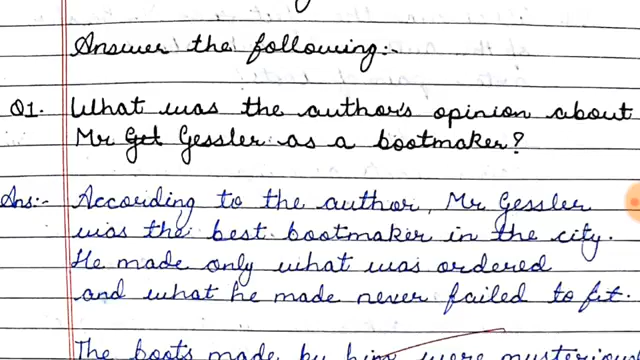 Answer the following:-
Q1. What was the author's opinion about
Mr Gessler as a bootmaker?
Ans:- According to the author, Mr Gessler
was the best bootmaker in the city.
He made only what was ordered
and what he made never failed to fit.
The boots made by him were mysterious